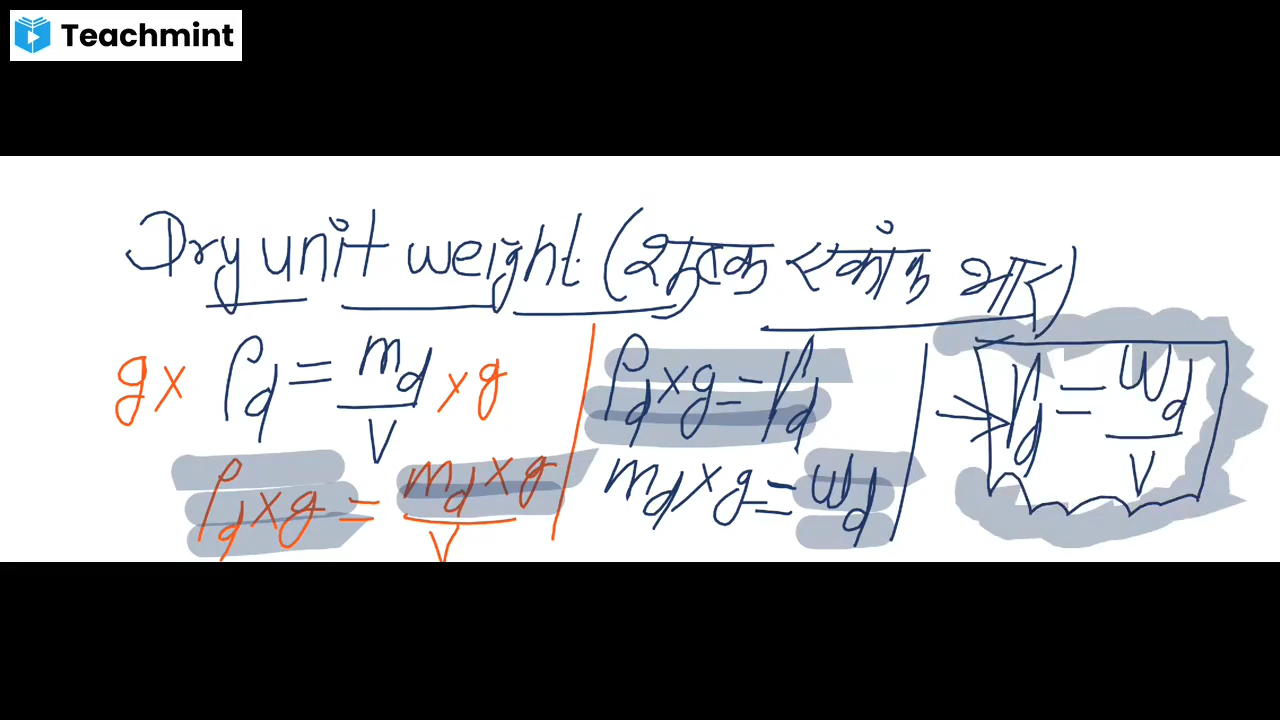 Teachmint
Dry unit weight (शुष्क एकांक भार)
g × ρd = md/V × g
ρd × g = md × g/V
ρd × g = γd
md × g = Wd
→ γd = Wd/V